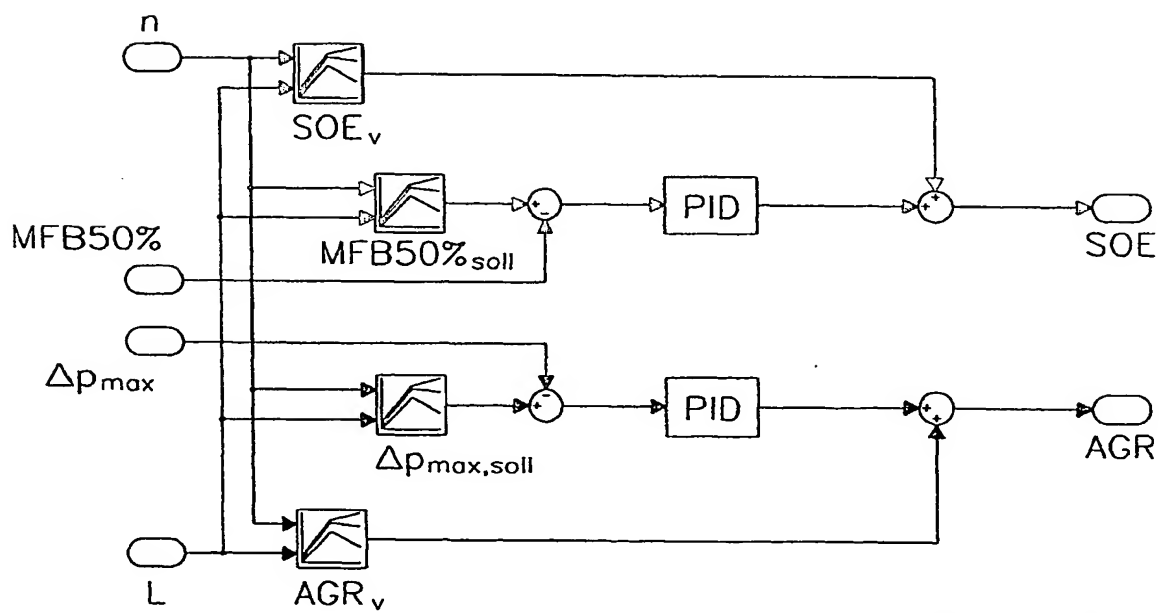 n
SOEv
MFB50%
MFB50%soll
PID
SOE
Δpmax
Δpmax,soll
PID
AGR
L
AGRv